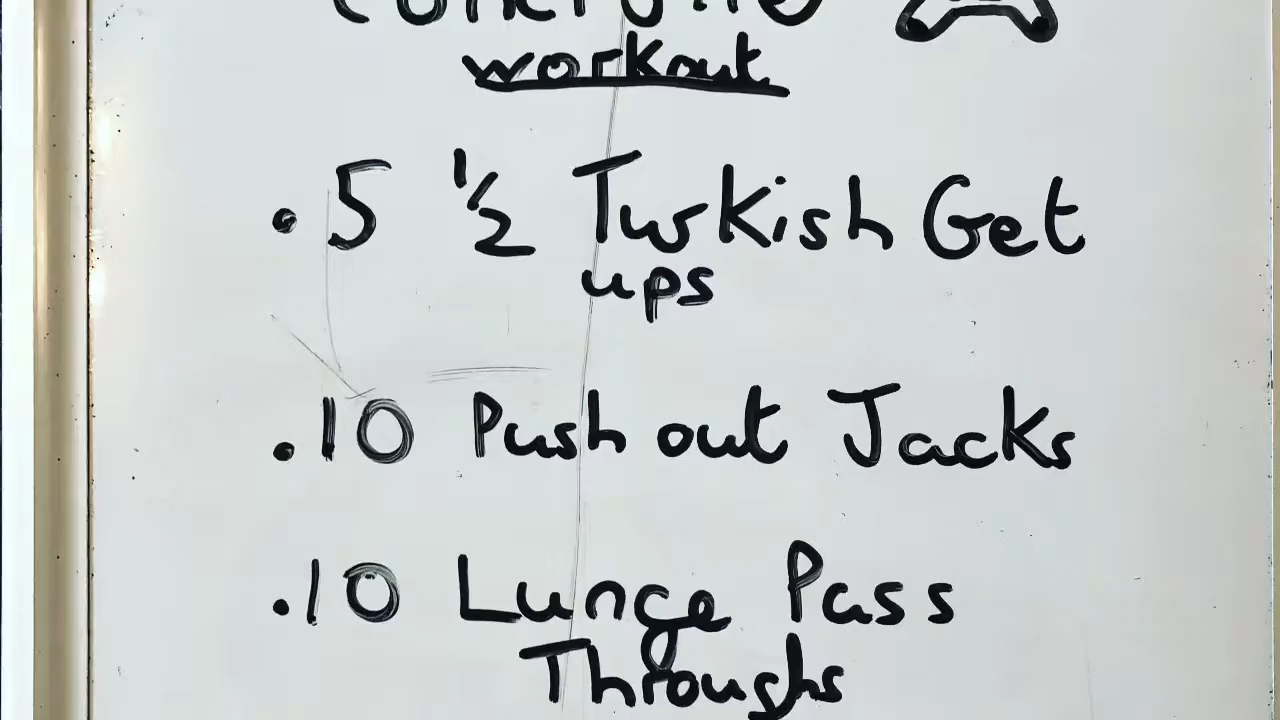 workout
.5 ½ Turkish Get
ups
.10 Push out Jacks
.10 Lunge Pass
Throughs